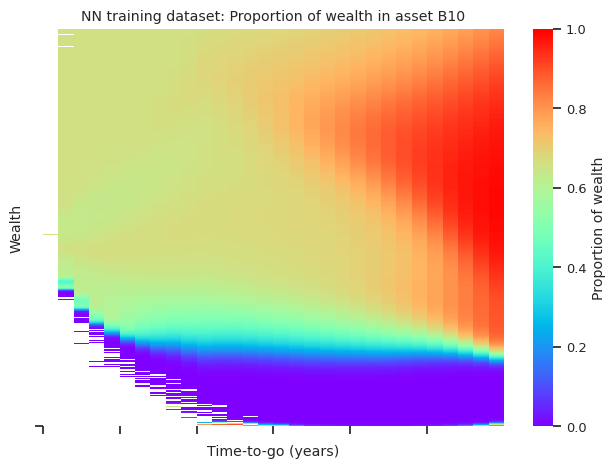 NN training dataset: Proportion of wealth in asset B10
Wealth
Time-to-go (years)
1.0
0.8
0.6
0.4
0.2
0.0
Proportion of wealth